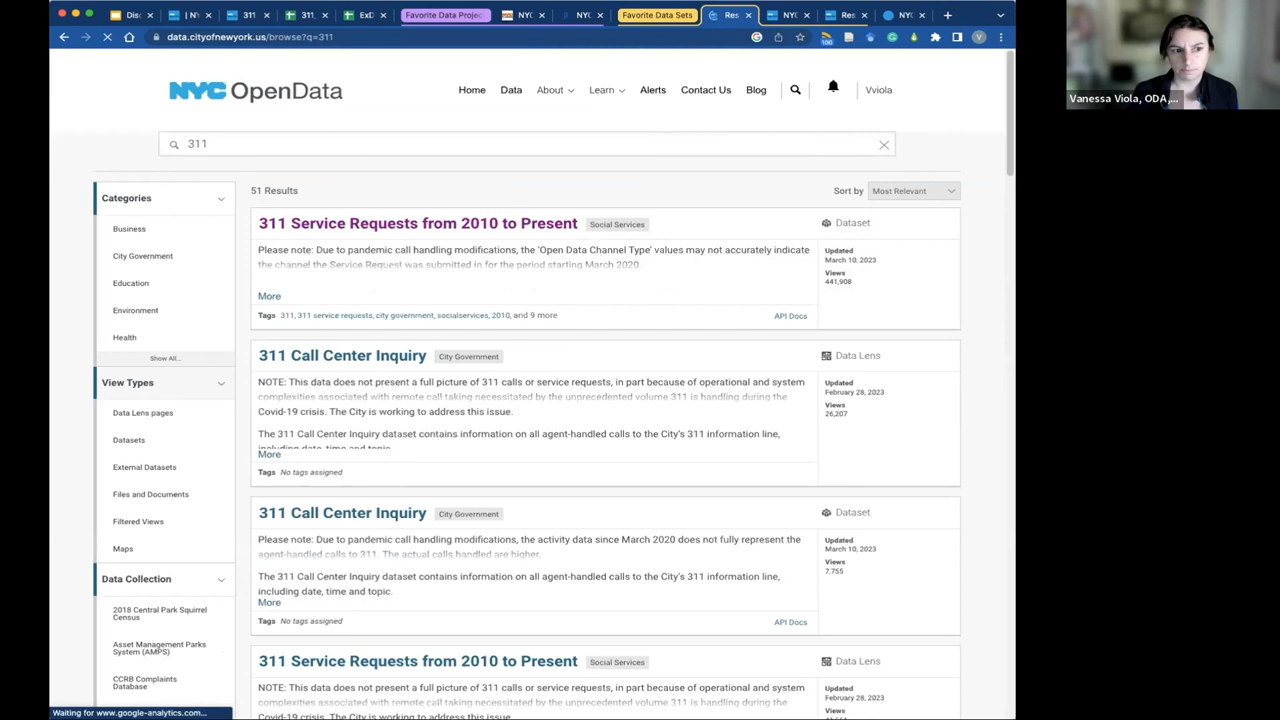 Disc
NY
311
311,
ExD
Favorite Data Projec
NYC
NYC
Favorite Data Sets
Res
NYC
Res
NYC
data.cityofnewyork.us/browse?q=311
100
V
NYC OpenData
Home
Data
About
Learn
Alerts
Contact Us
Blog
Vviola
311
Categories
Business
City Government
Education
Environment
Health
Show All...
View Types
Data Lens pages
Datasets
External Datasets
Files and Documents
Filtered Views
Maps
Data Collection
2018 Central Park Squirrel
Census
Asset Management Parks
System (AMPS)
CCRB Complaints
Database
51 Results
Sort by Most Relevant
311 Service Requests from 2010 to Present Social Services
Please note: Due to pandemic call handling modifications, the 'Open Data Channel Type' values may not accurately indicate
the channel the Service Request was submitted in for the period starting March 2020
More
Tags 311, 311 service requests, city government, socialservices, 2010, and 9 more
API Docs
Dataset
Updated
March 10, 2023
Views
441,908
311 Call Center Inquiry City Government
NOTE: This data does not present a full picture of 311 calls or service requests, in part because of operational and system
complexities associated with remote call taking necessitated by the unprecedented volume 311 is handling during the
Covid-19 crisis. The City is working to address this issue.
The 311 Call Center Inquiry dataset contains information on all agent-handled calls to the City's 311 information line,
including date, time and topic.
More
Tags No tags assigned
Data Lens
Updated
February 28, 2023
Views
26,207
311 Call Center Inquiry City Government
Please note: Due to pandemic call handling modifications, the activity data since March 2020 does not fully represent the
agent-handled calls to 311. The actual calls handled are higher.
The 311 Call Center Inquiry dataset contains information on all agent-handled calls to the City's 311 information line,
including date, time and topic.
More
Tags No tags assigned
API Docs
Dataset
Updated
March 10, 2023
Views
7,755
311 Service Requests from 2010 to Present Social Services
NOTE: This data does not present a full picture of 311 calls or service requests, in part because of operational and system
complexities associated with remote call taking necessitated by the unprecedented volume 311 is handling during the
Data Lens
Updated
February 28, 2023
Views
Waiting for www.google-analytics.com...
Vanessa Viola, ODA,...